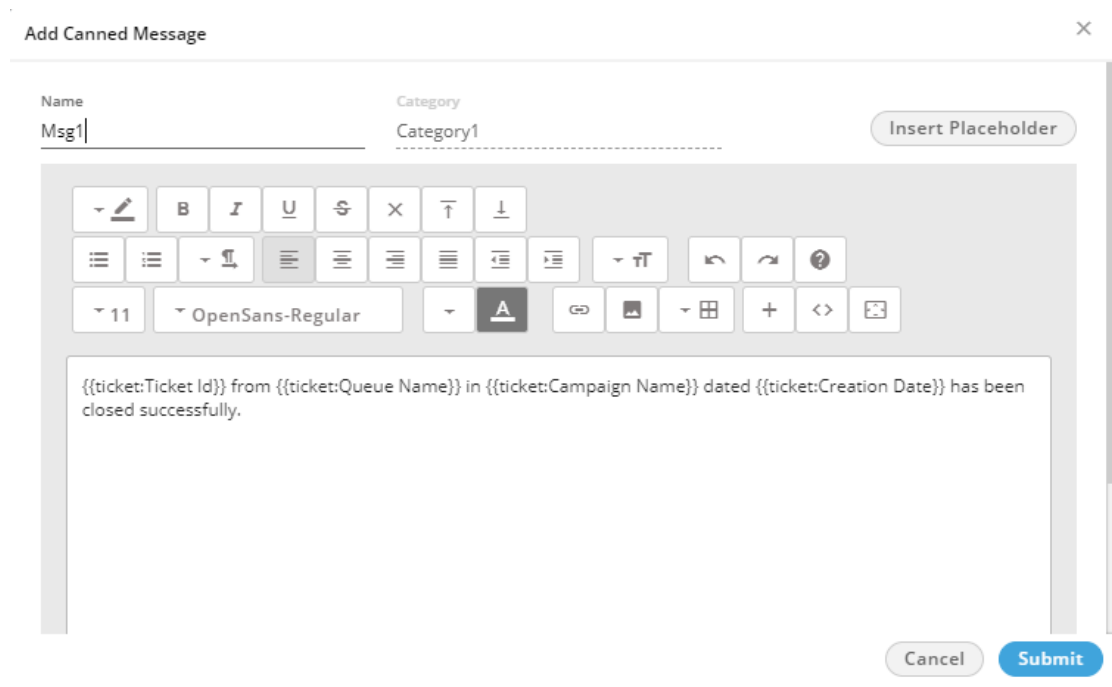 Add Canned Message
Name
Category
Msg1
Category1
Insert Placeholder
B I U S
11
OpenSans-Regular
A
{{ticket:Ticket Id}} from {{ticket:Queue Name}} in {{ticket:Campaign Name}} dated {{ticket:Creation Date}} has been
closed successfully.
Cancel
Submit